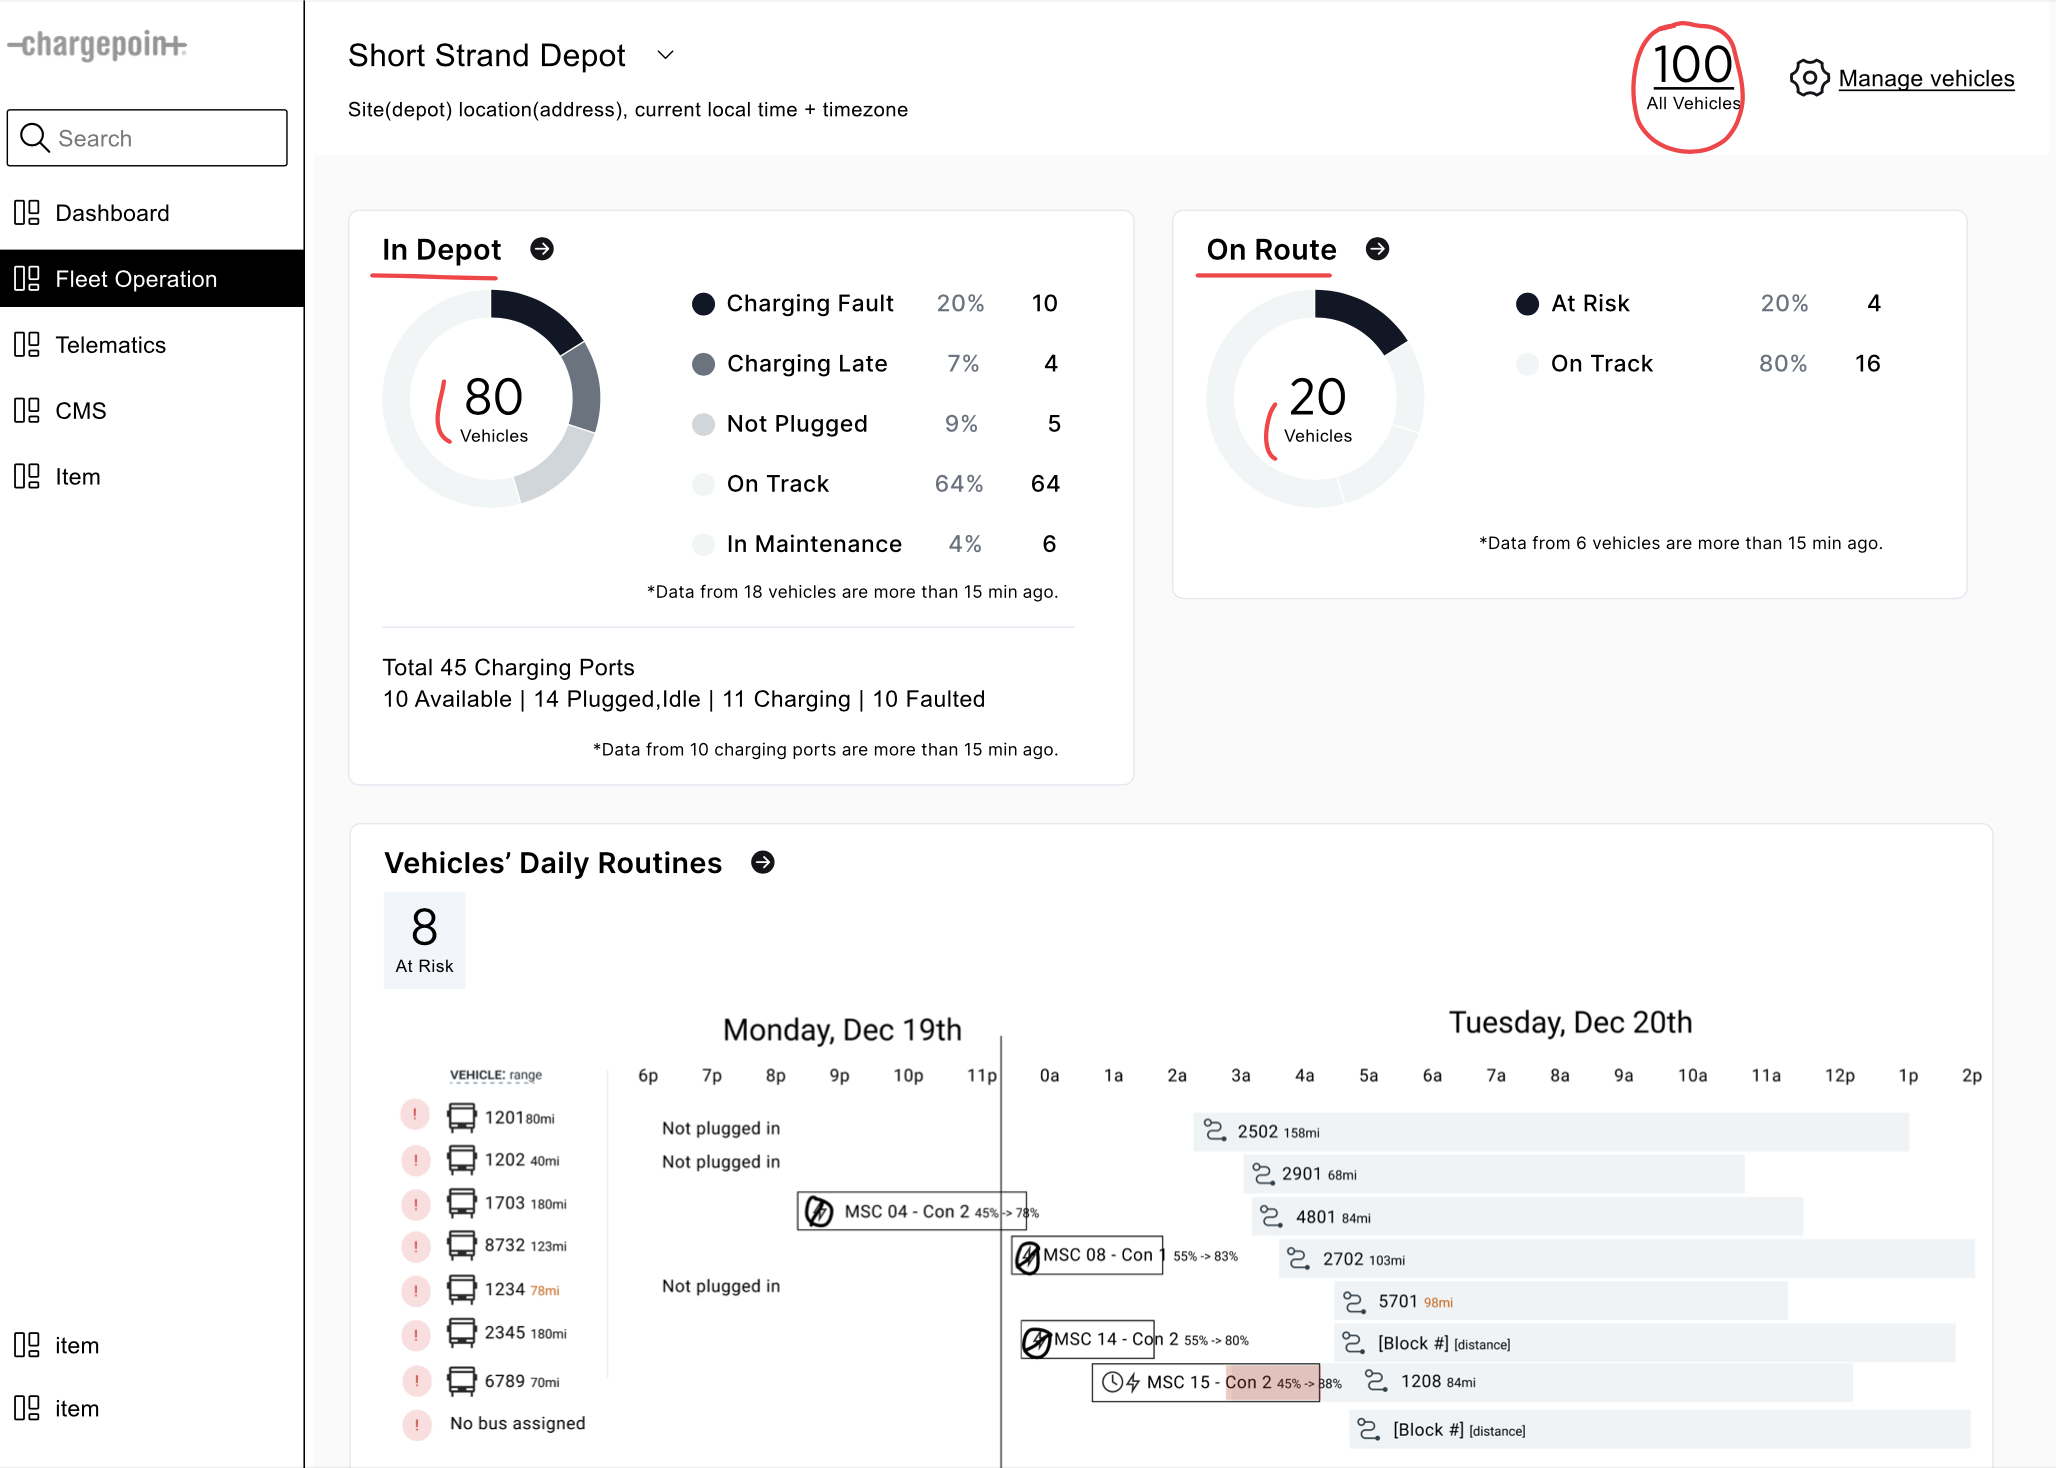 -chargepoin+
Search
Dashboard
Fleet Operation
Telematics
CMS
Item
item
item
Short Strand Depot
Site(depot) location(address), current local time + timezone
100
All Vehicles
Manage vehicles
In Depot
80
Vehicles
Charging Fault 20% 10
Charging Late 7% 4
Not Plugged 9% 5
On Track 64% 64
In Maintenance 4% 6
*Data from 18 vehicles are more than 15 min ago.
Total 45 Charging Ports
10 Available | 14 Plugged,Idle | 11 Charging | 10 Faulted
*Data from 10 charging ports are more than 15 min ago.
On Route
20
Vehicles
At Risk 20% 4
On Track 80% 16
*Data from 6 vehicles are more than 15 min ago.
Vehicles’ Daily Routines
8
At Risk
Monday, Dec 19th Tuesday, Dec 20th
VEHICLE: range 6p 7p 8p 9p 10p 11p 0a 1a 2a 3a 4a 5a 6a 7a 8a 9a 10a 11a 12p 1p 2p
! 1201 80mi Not plugged in 2502 158mi
! 1202 40mi Not plugged in 2901 68mi
! 1703 180mi MSC 04 - Con 2 45% -> 78% 4801 84mi
! 8732 123mi MSC 08 - Con 1 55% -> 83% 2702 103mi
! 1234 78mi Not plugged in 5701 98mi
! 2345 180mi MSC 14 - Con 2 55% -> 80% [Block #] [distance]
! 6789 70mi MSC 15 - Con 2 45% -> 88% 1208 84mi
! No bus assigned [Block #] [distance]